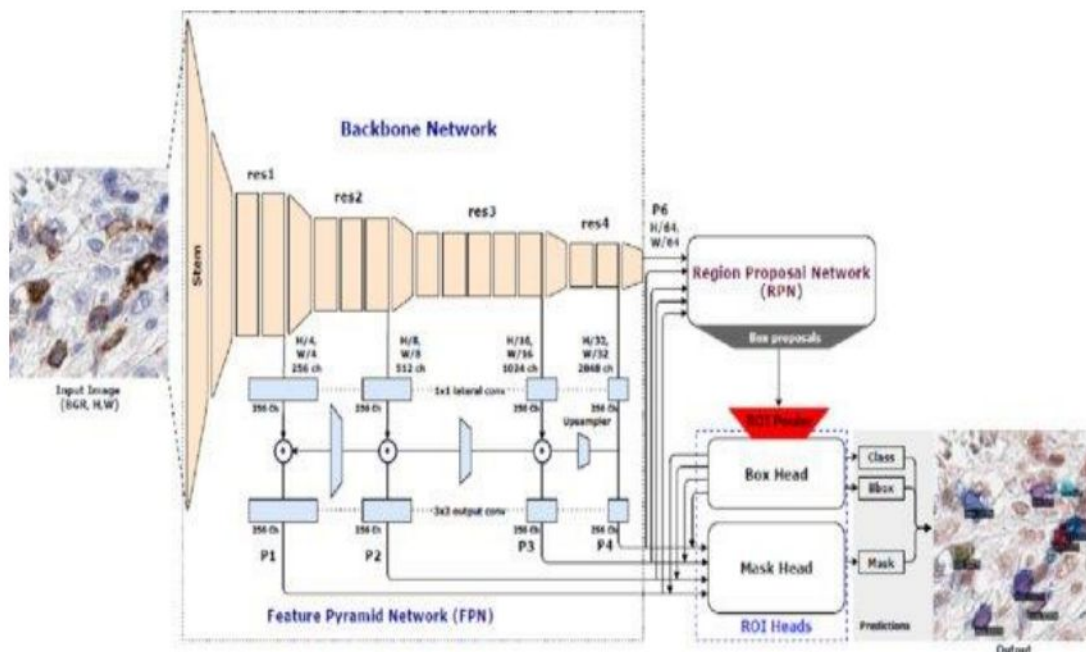 Backbone Network
res1
res2
res3
res4
Stem
P6
H/64,
W/64
Region Proposal Network
(RPN)
Box proposals
Input Image
(BGR, H,W)
H/4,
W/4
256 ch
H/8,
W/8
512 ch
H/16,
W/16
1024 ch
H/32,
W/32
2048 ch
1x1 lateral conv
256 Ch
256 Ch
256 Ch
256 Ch
Upsampler
ROI Pooler
Box Head
Class
Bbox
3x3 output conv
256 Ch
256 Ch
256 Ch
256 Ch
P1
P2
P3
P4
Mask Head
Mask
Feature Pyramid Network (FPN)
ROI Heads
Predictions
Output